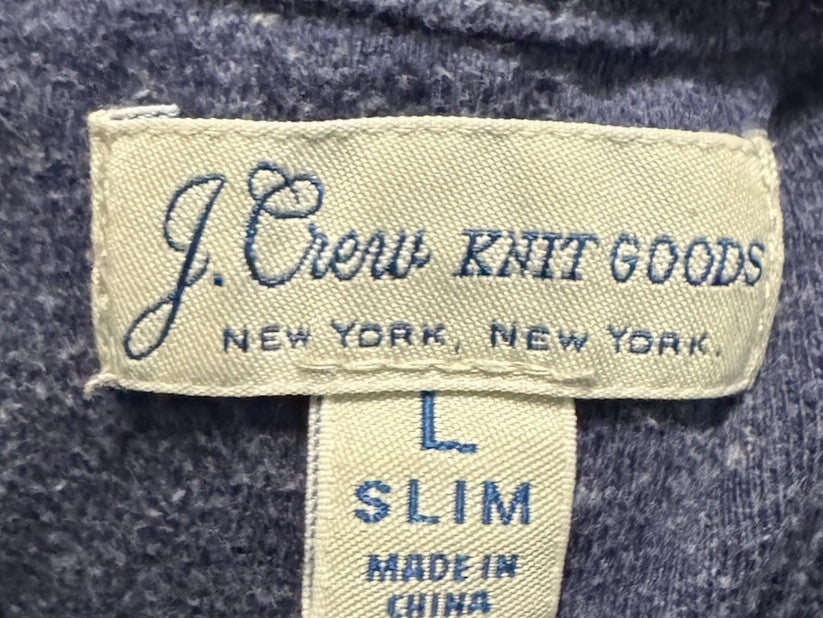 J. Crew KNIT GOODS
NEW YORK, NEW YORK.
L
SLIM
MADE IN
CHINA